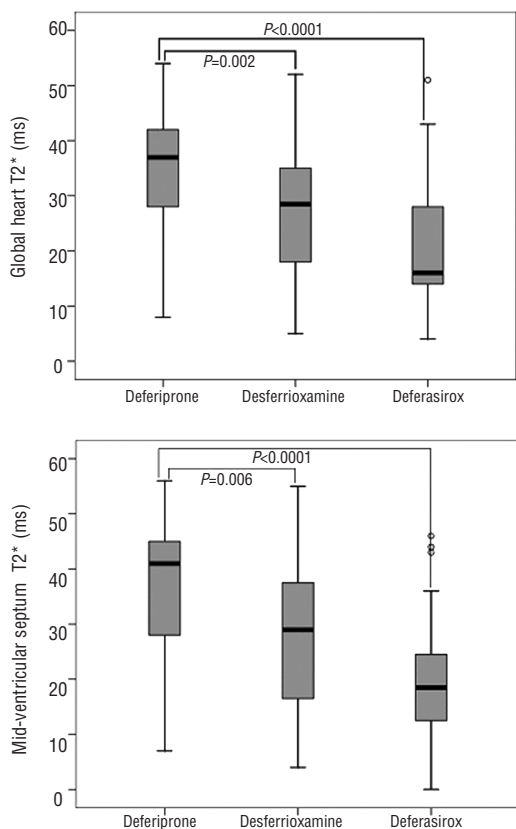 Global heart T2* (ms)
60
50
40
30
20
10
0
P<0.0001
P=0.002
Deferiprone Desferrioxamine Deferasirox
Mid-ventricular septum T2* (ms)
60
50
40
30
20
10
0
P<0.0001
P=0.006
Deferiprone Desferrioxamine Deferasirox